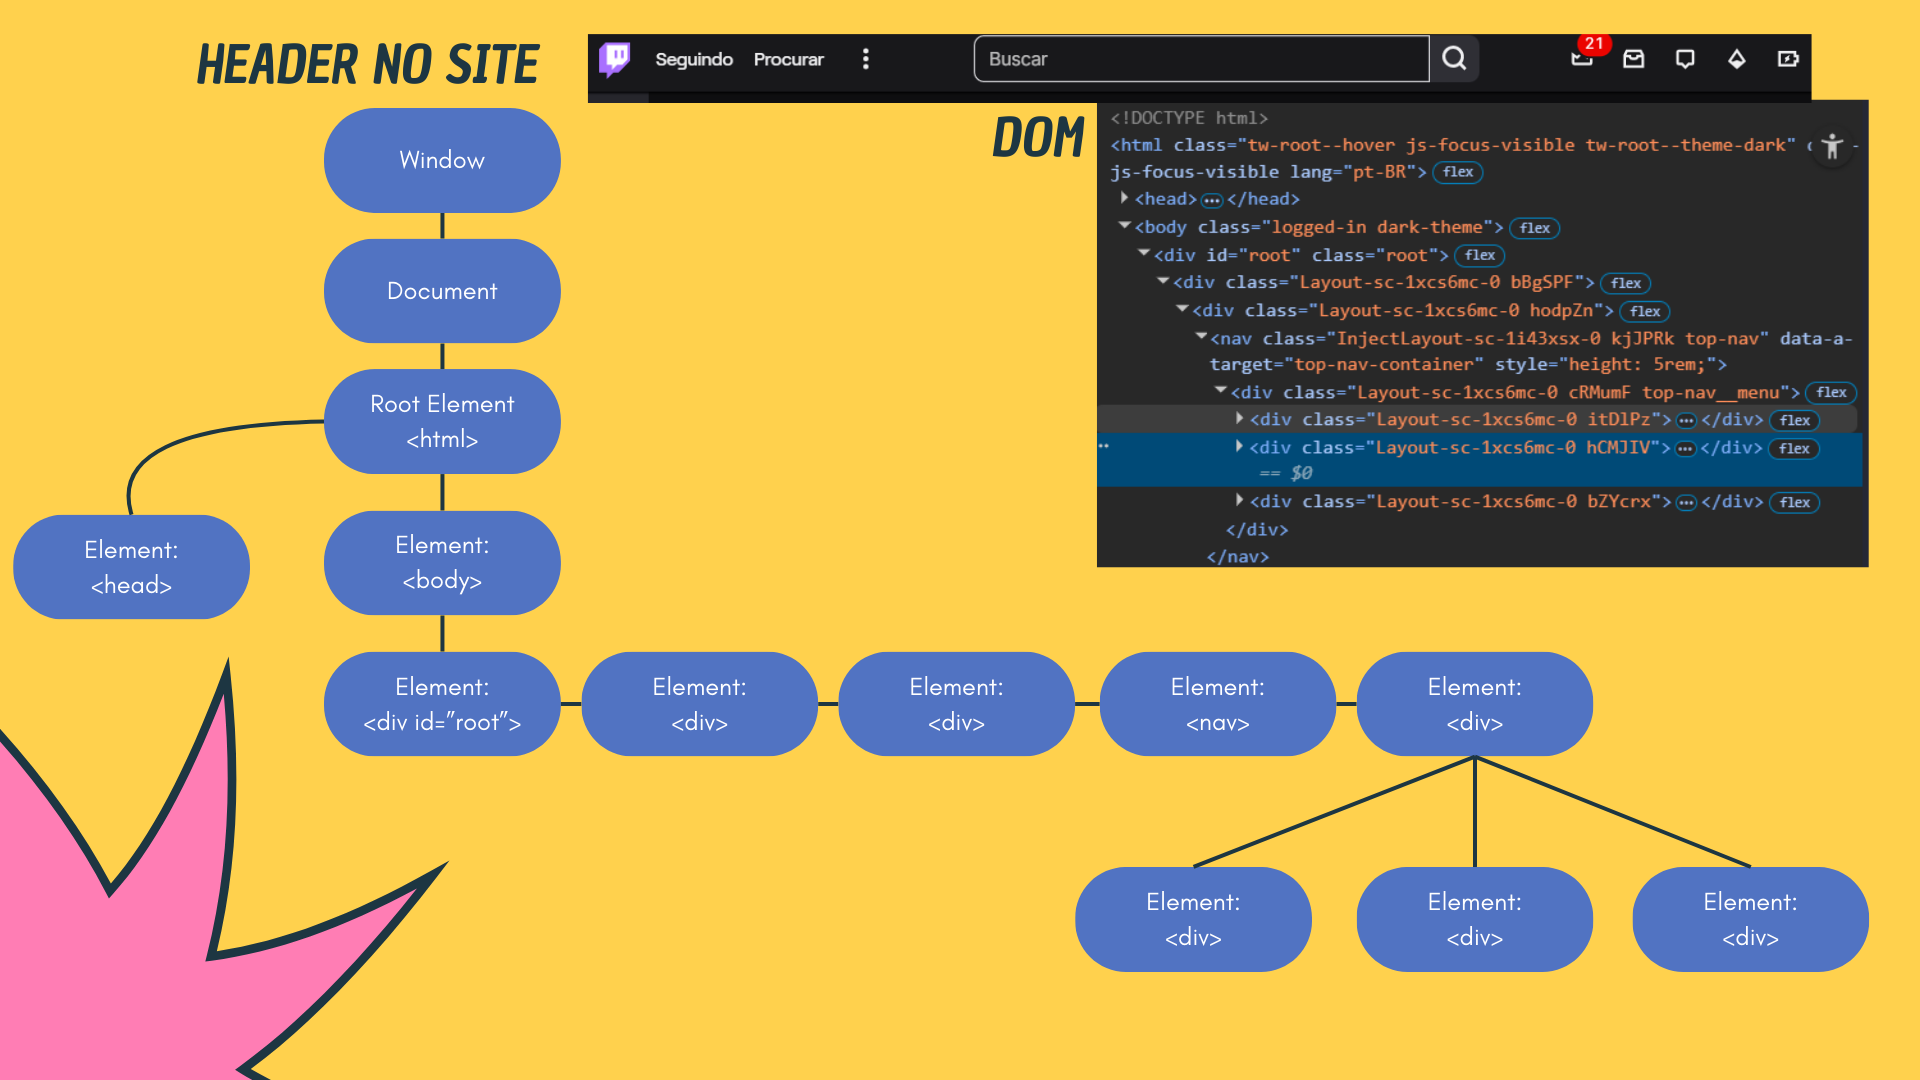 HEADER NO SITE
Seguindo Procurar
Buscar
21
DOM
<!DOCTYPE html>
<html class="tw-root--hover js-focus-visible tw-root--theme-dark"
js-focus-visible lang="pt-BR"> flex
<head> ••• </head>
<body class="logged-in dark-theme"> flex
<div id="root" class="root"> flex
<div class="Layout-sc-1xcs6mc-0 bBgSPF"> flex
<div class="Layout-sc-1xcs6mc-0 hodpZn"> flex
<nav class="InjectLayout-sc-1i43xsx-0 kjJPRk top-nav" data-a-
target="top-nav-container" style="height: 5rem;">
<div class="Layout-sc-1xcs6mc-0 cRMumF top-nav__menu"> flex
<div class="Layout-sc-1xcs6mc-0 itDlPz"> ••• </div> flex
<div class="Layout-sc-1xcs6mc-0 hCMJIV"> ••• </div> flex
== $0
<div class="Layout-sc-1xcs6mc-0 bZYcrx"> ••• </div> flex
</div>
</nav>
Window
Document
Root Element
<html>
Element:
<head>
Element:
<body>
Element:
<div id=”root”>
Element:
<div>
Element:
<div>
Element:
<nav>
Element:
<div>
Element:
<div>
Element:
<div>
Element:
<div>